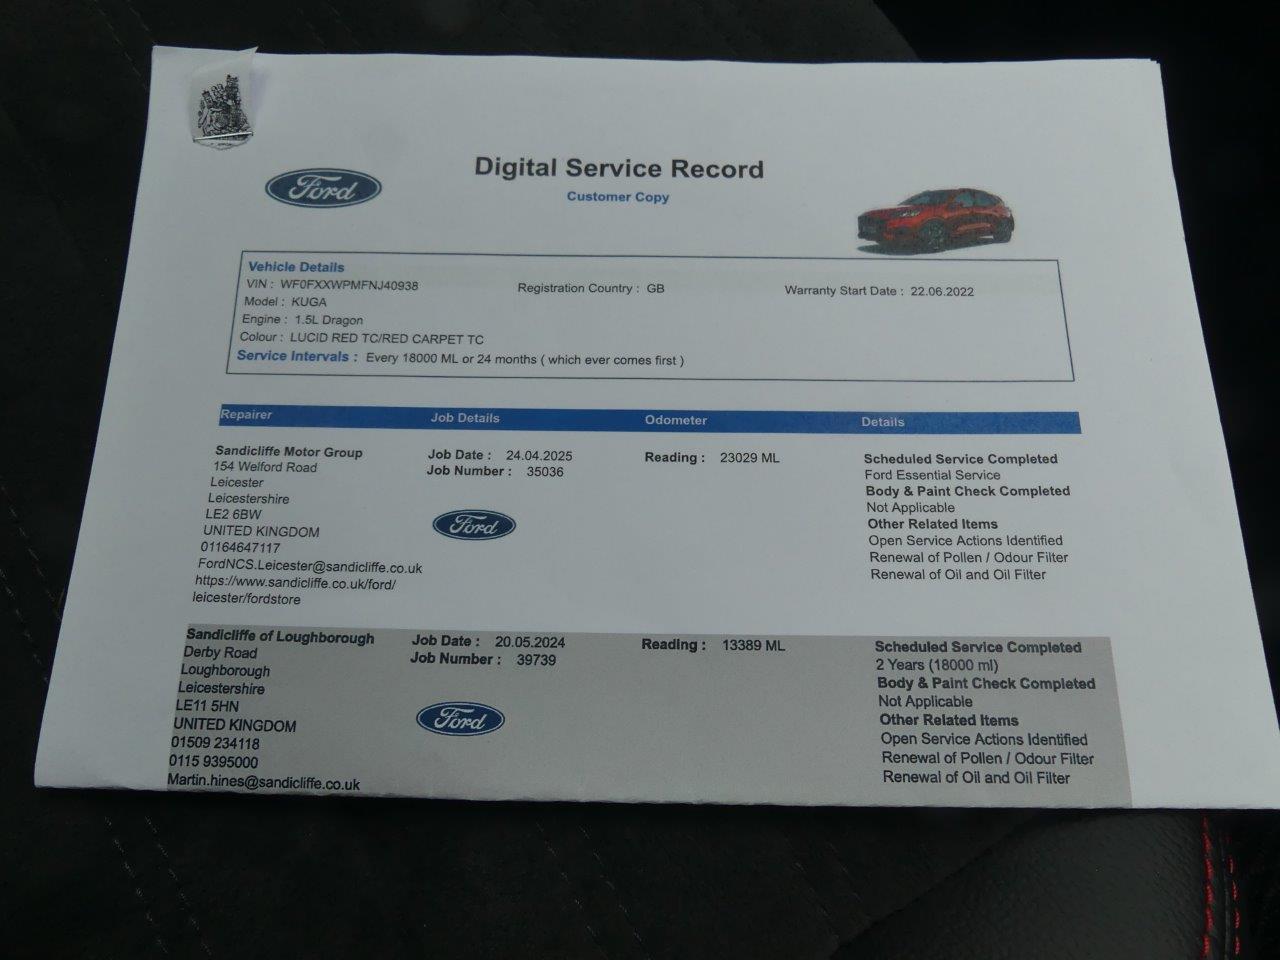 Ford
Digital Service Record
Customer Copy
Vehicle Details
VIN : WF0FXXWPMFNJ40938 Registration Country : GB Warranty Start Date : 22.06.2022
Model : KUGA
Engine : 1.5L Dragon
Colour : LUCID RED TC/RED CARPET TC
Service Intervals : Every 18000 ML or 24 months ( which ever comes first )
Repairer Job Details Odometer Details
Sandicliffe Motor Group
154 Welford Road
Leicester
Leicestershire
LE2 6BW
UNITED KINGDOM
01164647117
FordNCS.Leicester@sandicliffe.co.uk
https://www.sandicliffe.co.uk/ford/
leicester/fordstore
Job Date : 24.04.2025
Job Number : 35036
Ford
Reading : 23029 ML
Scheduled Service Completed
Ford Essential Service
Body & Paint Check Completed
Not Applicable
Other Related Items
Open Service Actions Identified
Renewal of Pollen / Odour Filter
Renewal of Oil and Oil Filter
Sandicliffe of Loughborough
Derby Road
Loughborough
Leicestershire
LE11 5HN
UNITED KINGDOM
01509 234118
0115 9395000
Martin.hines@sandicliffe.co.uk
Job Date : 20.05.2024
Job Number : 39739
Ford
Reading : 13389 ML
Scheduled Service Completed
2 Years (18000 ml)
Body & Paint Check Completed
Not Applicable
Other Related Items
Open Service Actions Identified
Renewal of Pollen / Odour Filter
Renewal of Oil and Oil Filter